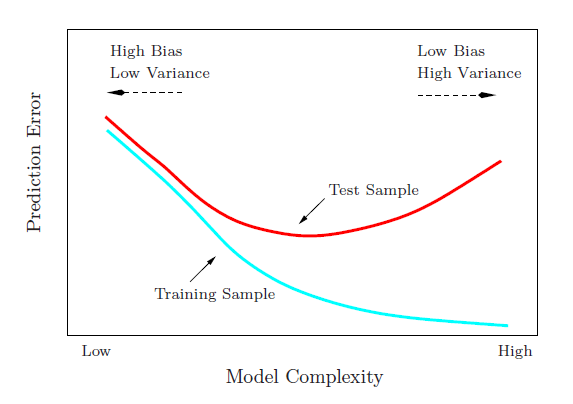 High Bias
Low Variance
Low Bias
High Variance
Prediction Error
Test Sample
Training Sample
Low
High
Model Complexity